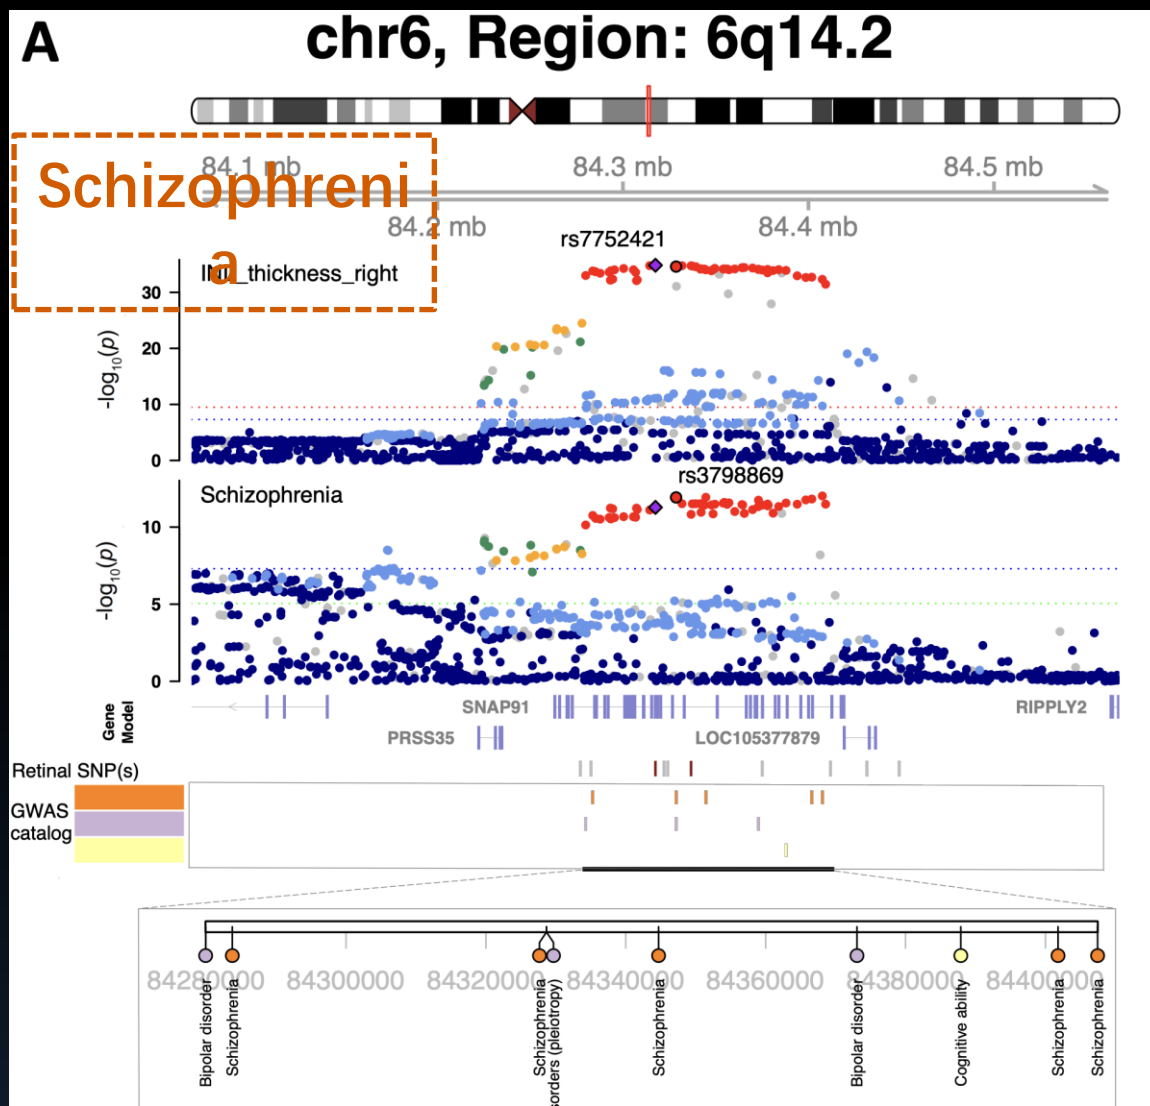 A
chr6, Region: 6q14.2
Schizophreni
a
84.1 mb
84.3 mb
84.5 mb
84.2 mb
84.4 mb
rs7752421
INL_thickness_right
-log10(p)
30
20
10
0
rs3798869
Schizophrenia
-log10(p)
10
5
0
Gene
Model
SNAP91
RIPPLY2
PRSS35
LOC105377879
Retinal SNP(s)
GWAS
catalog
84280000
84300000
84320000
84340000
84360000
84380000
84400000
Bipolar disorder
Schizophrenia
Schizophrenia
sorders (pleiotropy)
Schizophrenia
Bipolar disorder
Cognitive ability
Schizophrenia
Schizophrenia